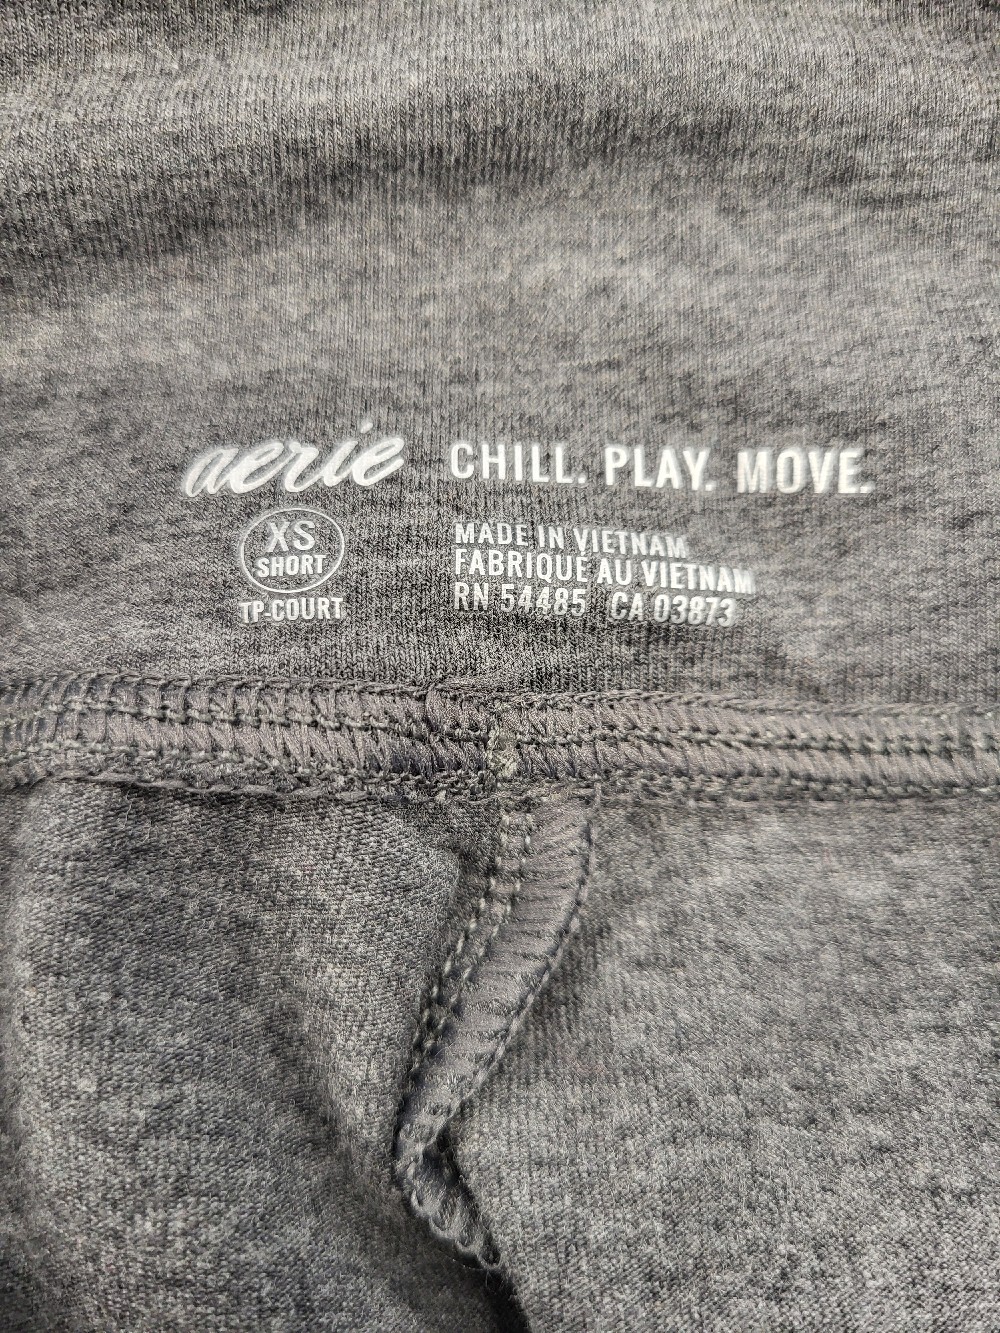 aerie CHILL. PLAY. MOVE.
XS
SHORT
TP-COURT
MADE IN VIETNAM
FABRIQUÉ AU VIETNAM
RN 54485 CA 03873